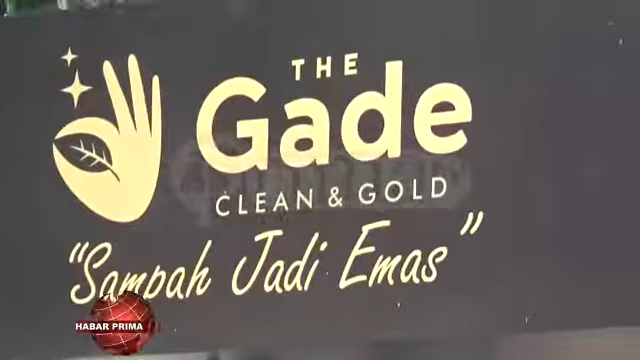 THE
Gade
CLEAN & GOLD
"Sampah Jadi Emas"
HABAR PRIMA